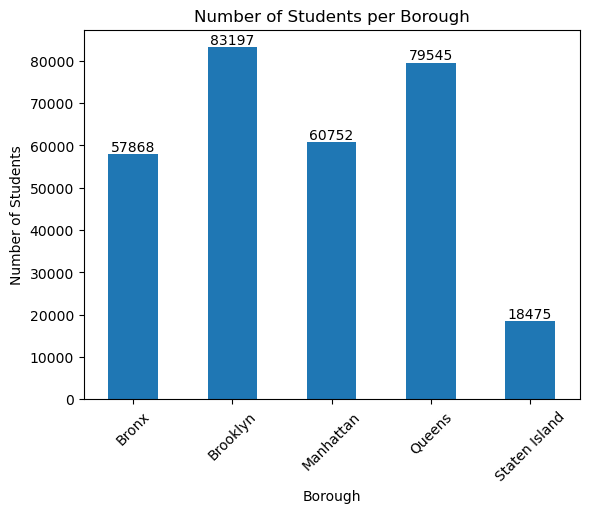 Number of Students per Borough
Number of Students
80000
70000
60000
50000
40000
30000
20000
10000
0
57868
83197
60752
79545
18475
Bronx
Brooklyn
Manhattan
Queens
Staten Island
Borough